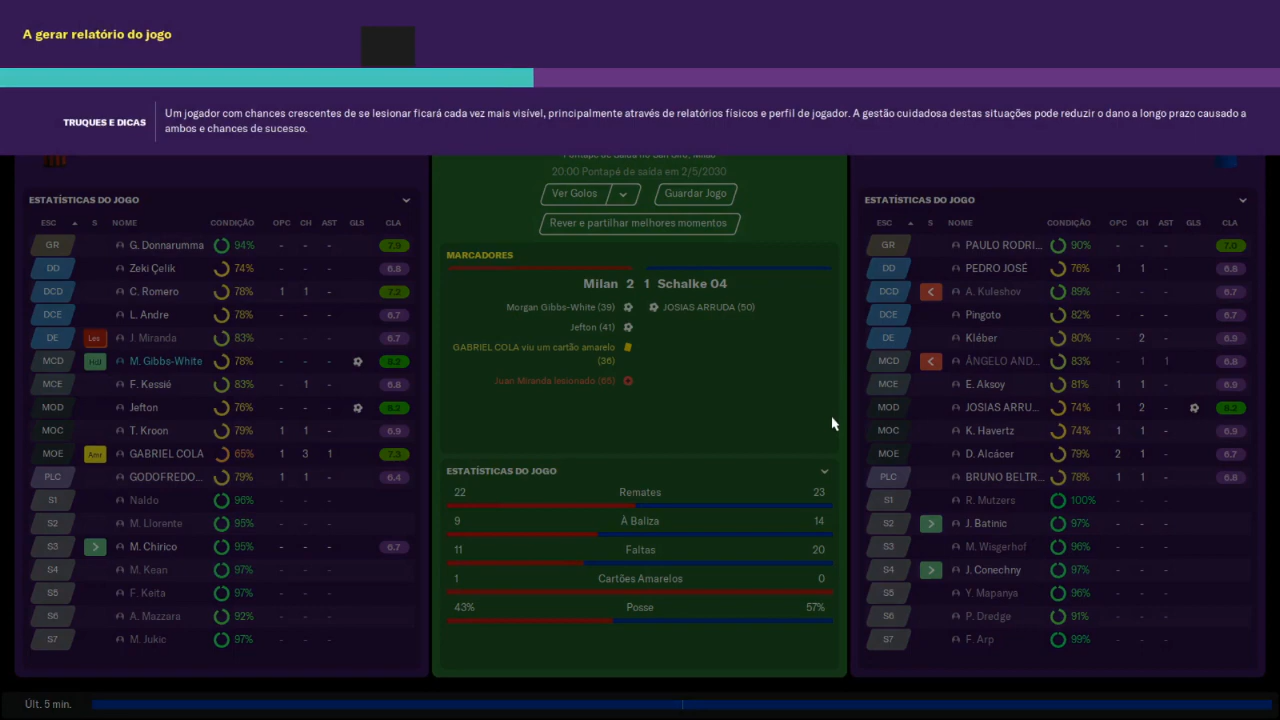 A gerar relatório do jogo
TRUQUES E DICAS
Um jogador com chances crescentes de se lesionar ficará cada vez mais visível, principalmente através de relatórios físicos e perfil de jogador. A gestão cuidadosa destas situações pode reduzir o dano a longo prazo causado a
ambos e chances de sucesso.
20:00 Pontapé de saída em 2/5/2030
Ver Golos
Guardar Jogo
Rever e partilhar melhores momentos
ESTATÍSTICAS DO JOGO
ESC S NOME CONDIÇÃO OPC CH AST GLS CLA
GR G. Donnarumma 94% - - - 7.9
DD Zeki Çelik 74% - - - 6.8
DCD C. Romero 78% 1 1 - 7.2
DCE L. Andre 78% - - - 6.7
DE Les J. Miranda 83% - - - 6.7
MCD Hdj M. Gibbs-White 78% - - - 8.2
MCE F. Kessié 83% - 1 - 6.8
MOD Jefton 76% - - - 8.2
MOC T. Kroon 79% 1 1 - 6.9
MOE Ama GABRIEL COLA 65% 1 3 1 7.3
PLC GODOFREDO... 79% 1 1 - 6.4
S1 Naldo 96% - - -
S2 M. Llorente 95% - - -
S3 M. Chirico 95% - - - 6.7
S4 M. Kean 97% - - -
S5 F. Keita 97% - - -
S6 A. Mazzara 92% - - -
S7 M. Jukic 97% - - -
MARCADORES
Milan 2 1 Schalke 04
Morgan Gibbs-White (39) JOSIAS ARRUDA (50)
Jefton (41)
GABRIEL COLA viu um cartão amarelo
(36)
Juan Miranda lesionado (65)
ESTATÍSTICAS DO JOGO
22 Remates 23
9 À Baliza 14
11 Faltas 20
1 Cartões Amarelos 0
43% Posse 57%
ESTATÍSTICAS DO JOGO
ESC S NOME CONDIÇÃO OPC CH AST GLS CLA
GR PAULO RODRI... 90% - - - 7.0
DD PEDRO JOSÉ 76% 1 1 - 6.8
DCD A. Kuleshov 89% - - - 6.7
DCE Pingoto 82% - - - 6.7
DE Kléber 80% - 2 - 6.9
MCD ÂNGELO AND... 83% - 1 1 6.8
MCE E. Aksoy 81% 1 1 - 6.9
MOD JOSIAS ARRU... 74% 1 2 - 8.2
MOC K. Havertz 74% 1 1 - 6.9
MOE D. Alcácer 79% 2 1 - 6.7
PLC BRUNO BELTR... 78% 1 1 - 6.8
S1 R. Mutzers 100% - - -
S2 J. Batinic 97% - - -
S3 M. Wisgerhof 96% - - -
S4 J. Conechny 97% - - -
S5 Y. Mapanya 96% - - -
S6 P. Dredge 91% - - -
S7 F. Arp 99% - - -
Últ. 5 min.